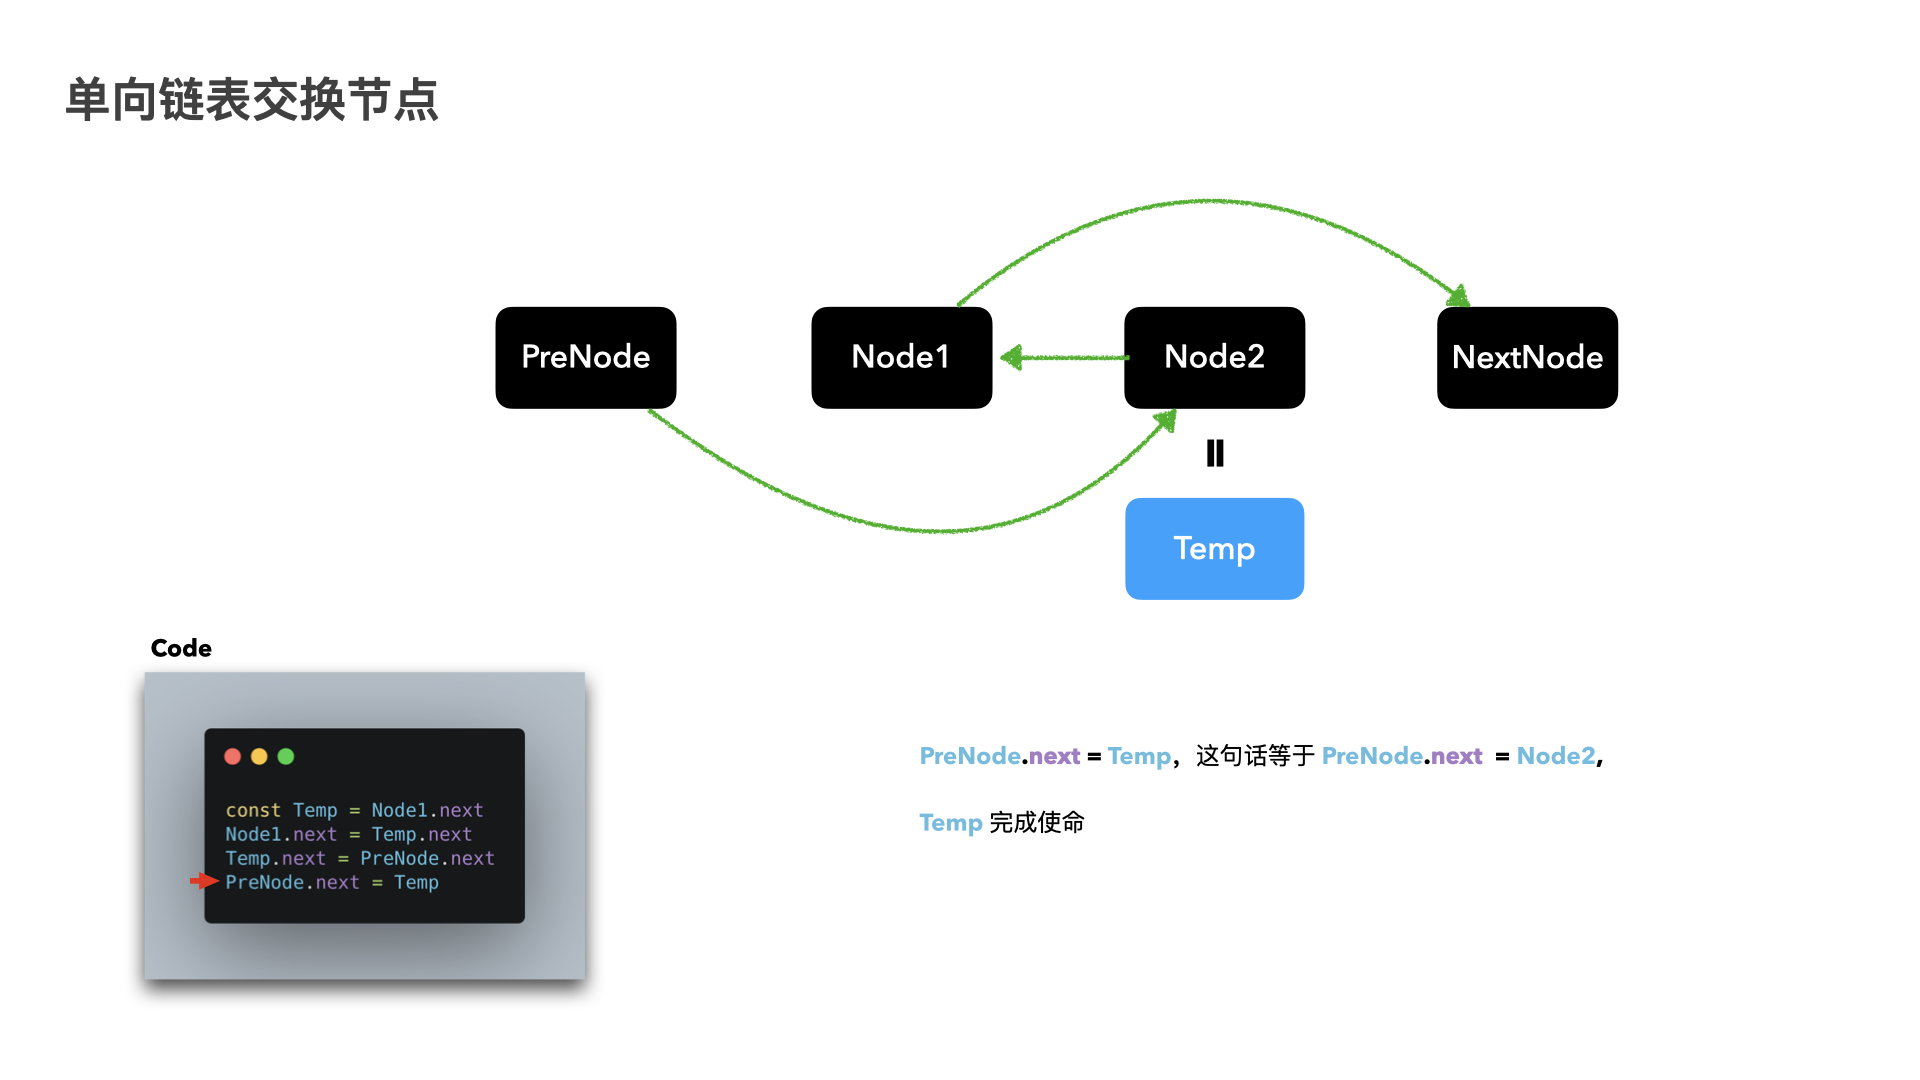 单向链表交换节点
PreNode
Node1
Node2
NextNode
Temp
Code
const Temp = Node1.next
Node1.next = Temp.next
Temp.next = PreNode.next
PreNode.next = Temp
PreNode.next = Temp，这句话等于 PreNode.next = Node2,
Temp 完成使命